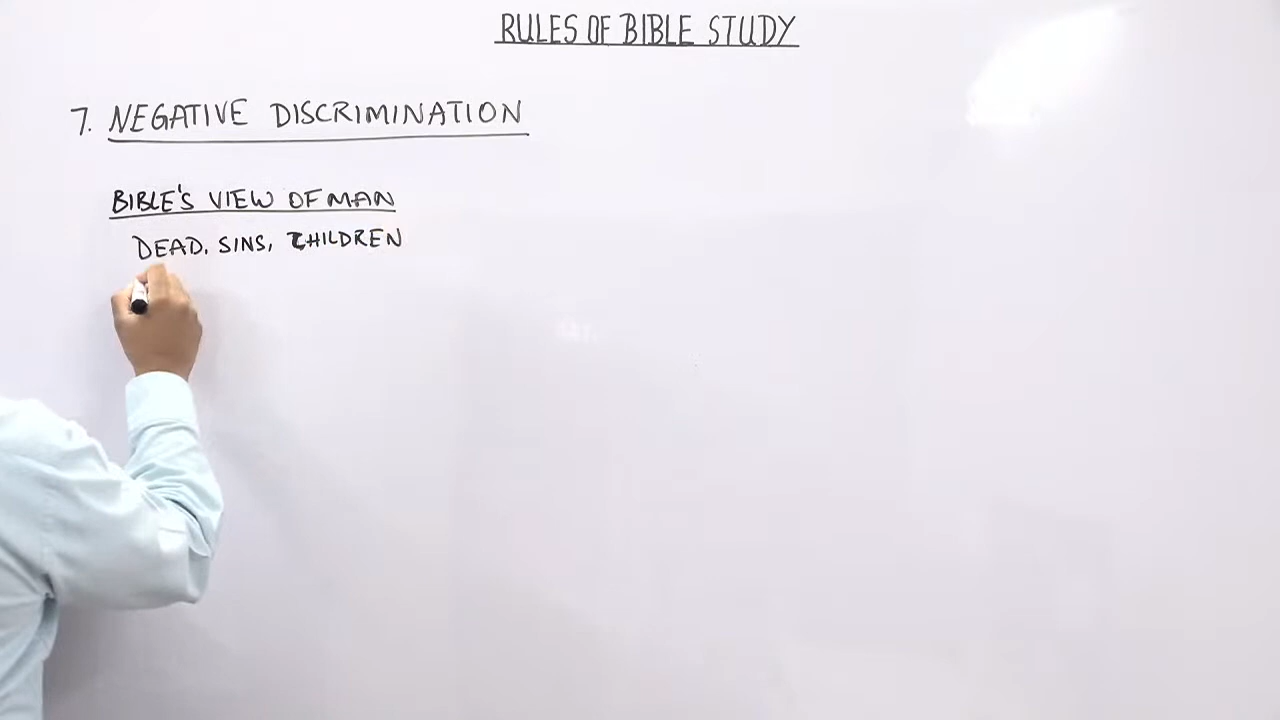 RULES OF BIBLE STUDY
7. NEGATIVE DISCRIMINATION
BIBLE'S VIEW OF MAN
DEAD, SINS, CHILDREN